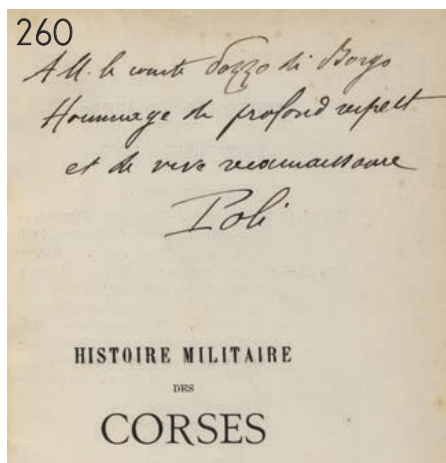 260
A M. le comte Pozzo di Borgo
Hommage de profond respect
et de vive reconnaissance
Poli
HISTOIRE MILITAIRE
DES
CORSES